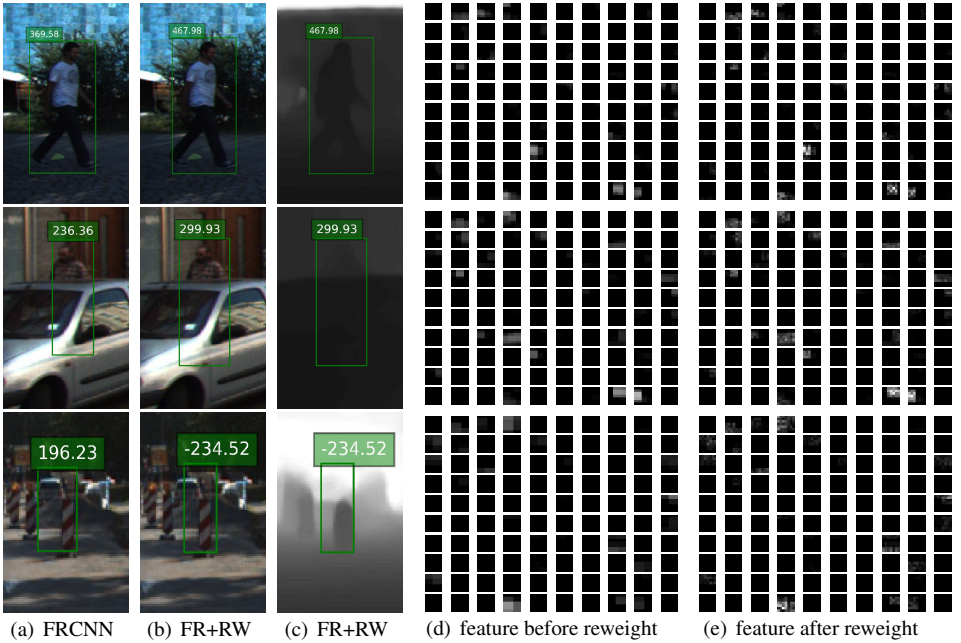 369.58
467.98
467.98
236.36
299.93
299.93
196.23
-234.52
-234.52
(a) FRCNN
(b) FR+RW
(c) FR+RW
(d) feature before reweight
(e) feature after reweight